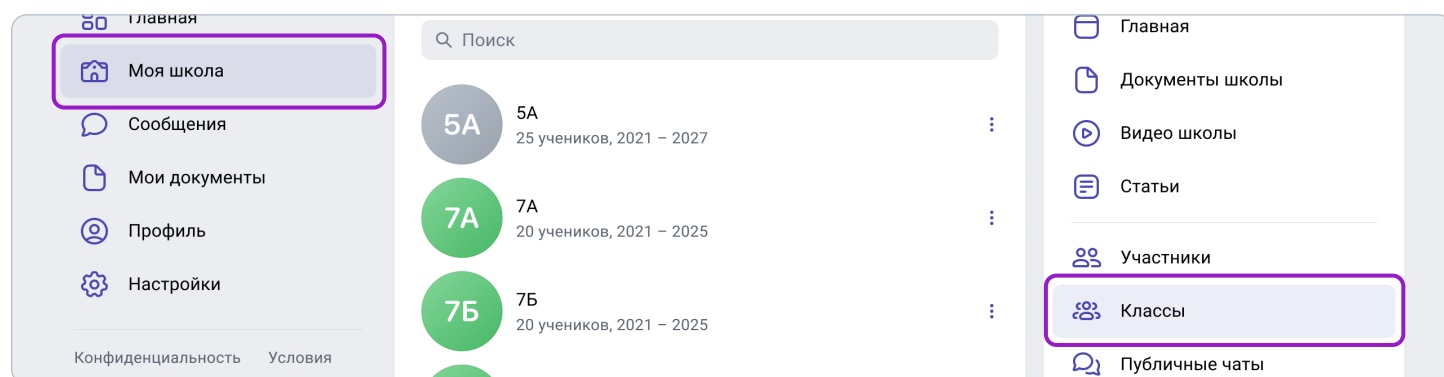 Главная
Моя школа
Сообщения
Мои документы
Профиль
Настройки
Конфиденциальность Условия
Поиск
5А
5А
25 учеников, 2021 – 2027
7А
7А
20 учеников, 2021 – 2025
7Б
7Б
20 учеников, 2021 – 2025
Главная
Документы школы
Видео школы
Статьи
Участники
Классы
Публичные чаты